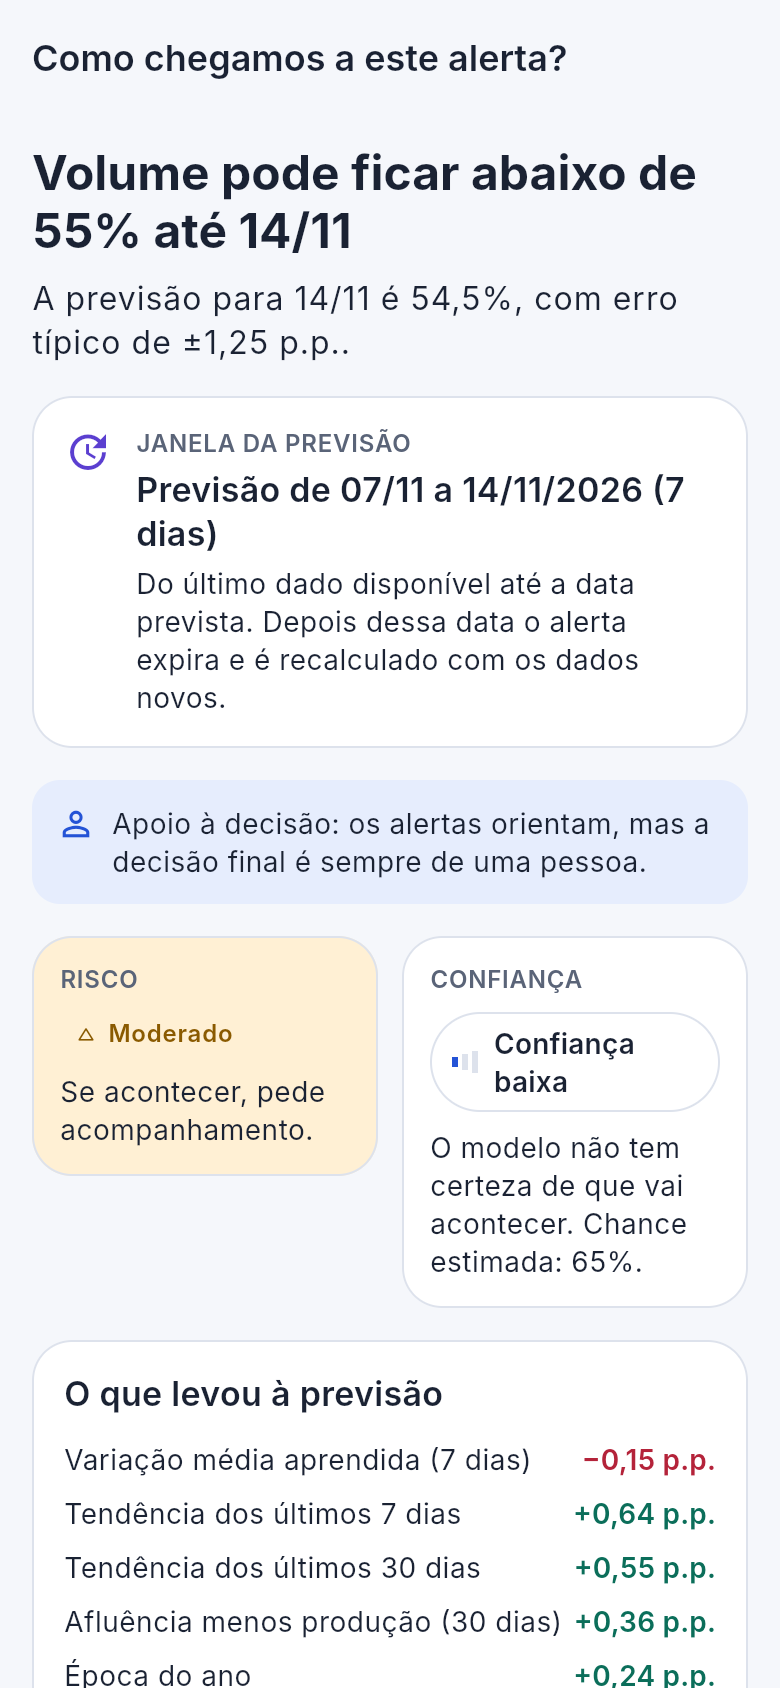 Como chegamos a este alerta?
Volume pode ficar abaixo de
55% até 14/11
A previsão para 14/11 é 54,5%, com erro
típico de ±1,25 p.p..
JANELA DA PREVISÃO
Previsão de 07/11 a 14/11/2026 (7
dias)
Do último dado disponível até a data
prevista. Depois dessa data o alerta
expira e é recalculado com os dados
novos.
Apoio à decisão: os alertas orientam, mas a
decisão final é sempre de uma pessoa.
RISCO
Moderado
Se acontecer, pede
acompanhamento.
CONFIANÇA
Confiança
baixa
O modelo não tem
certeza de que vai
acontecer. Chance
estimada: 65%.
O que levou à previsão
Variação média aprendida (7 dias) −0,15 p.p.
Tendência dos últimos 7 dias +0,64 p.p.
Tendência dos últimos 30 dias +0,55 p.p.
Afluência menos produção (30 dias) +0,36 p.p.
Época do ano +0,24 p.p.